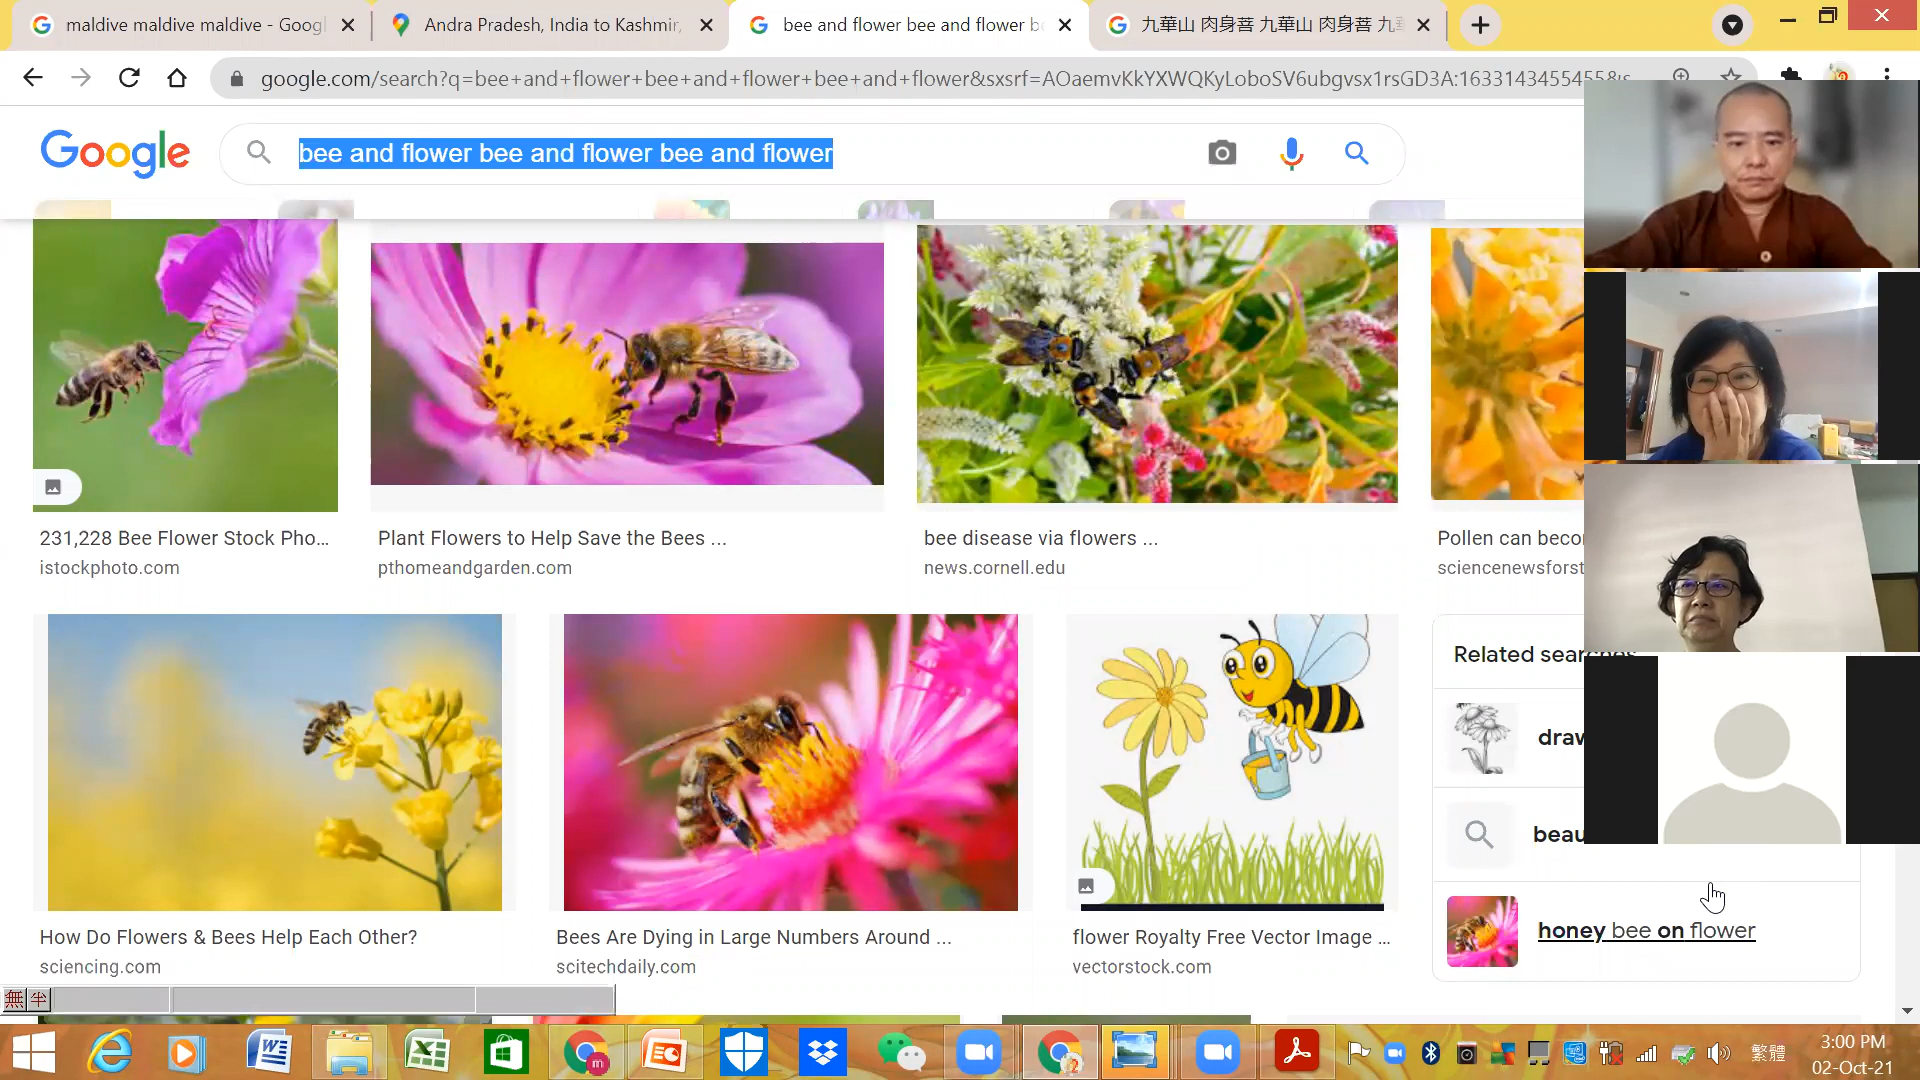 maldive maldive maldive - Googl
Andra Pradesh, India to Kashmir,
bee and flower bee and flower b
九華山 肉身菩 九華山 肉身菩 九
google.com/search?q=bee+and+flower+bee+and+flower+bee+and+flower&sxsrf=AOaemvKkYXWQKyLoboSV6ubgvsx1rsGD3A:1633143455455
Google
bee and flower bee and flower bee and flower
231,228 Bee Flower Stock Pho...
istockphoto.com
Plant Flowers to Help Save the Bees ...
pthomeandgarden.com
bee disease via flowers ...
news.cornell.edu
Pollen can beco
sciencenewsforst
Related searches
draw
beau
honey bee on flower
How Do Flowers & Bees Help Each Other?
sciencing.com
Bees Are Dying in Large Numbers Around ...
scitechdaily.com
flower Royalty Free Vector Image ...
vectorstock.com
無 半
繁體
3:00 PM
02-Oct-21